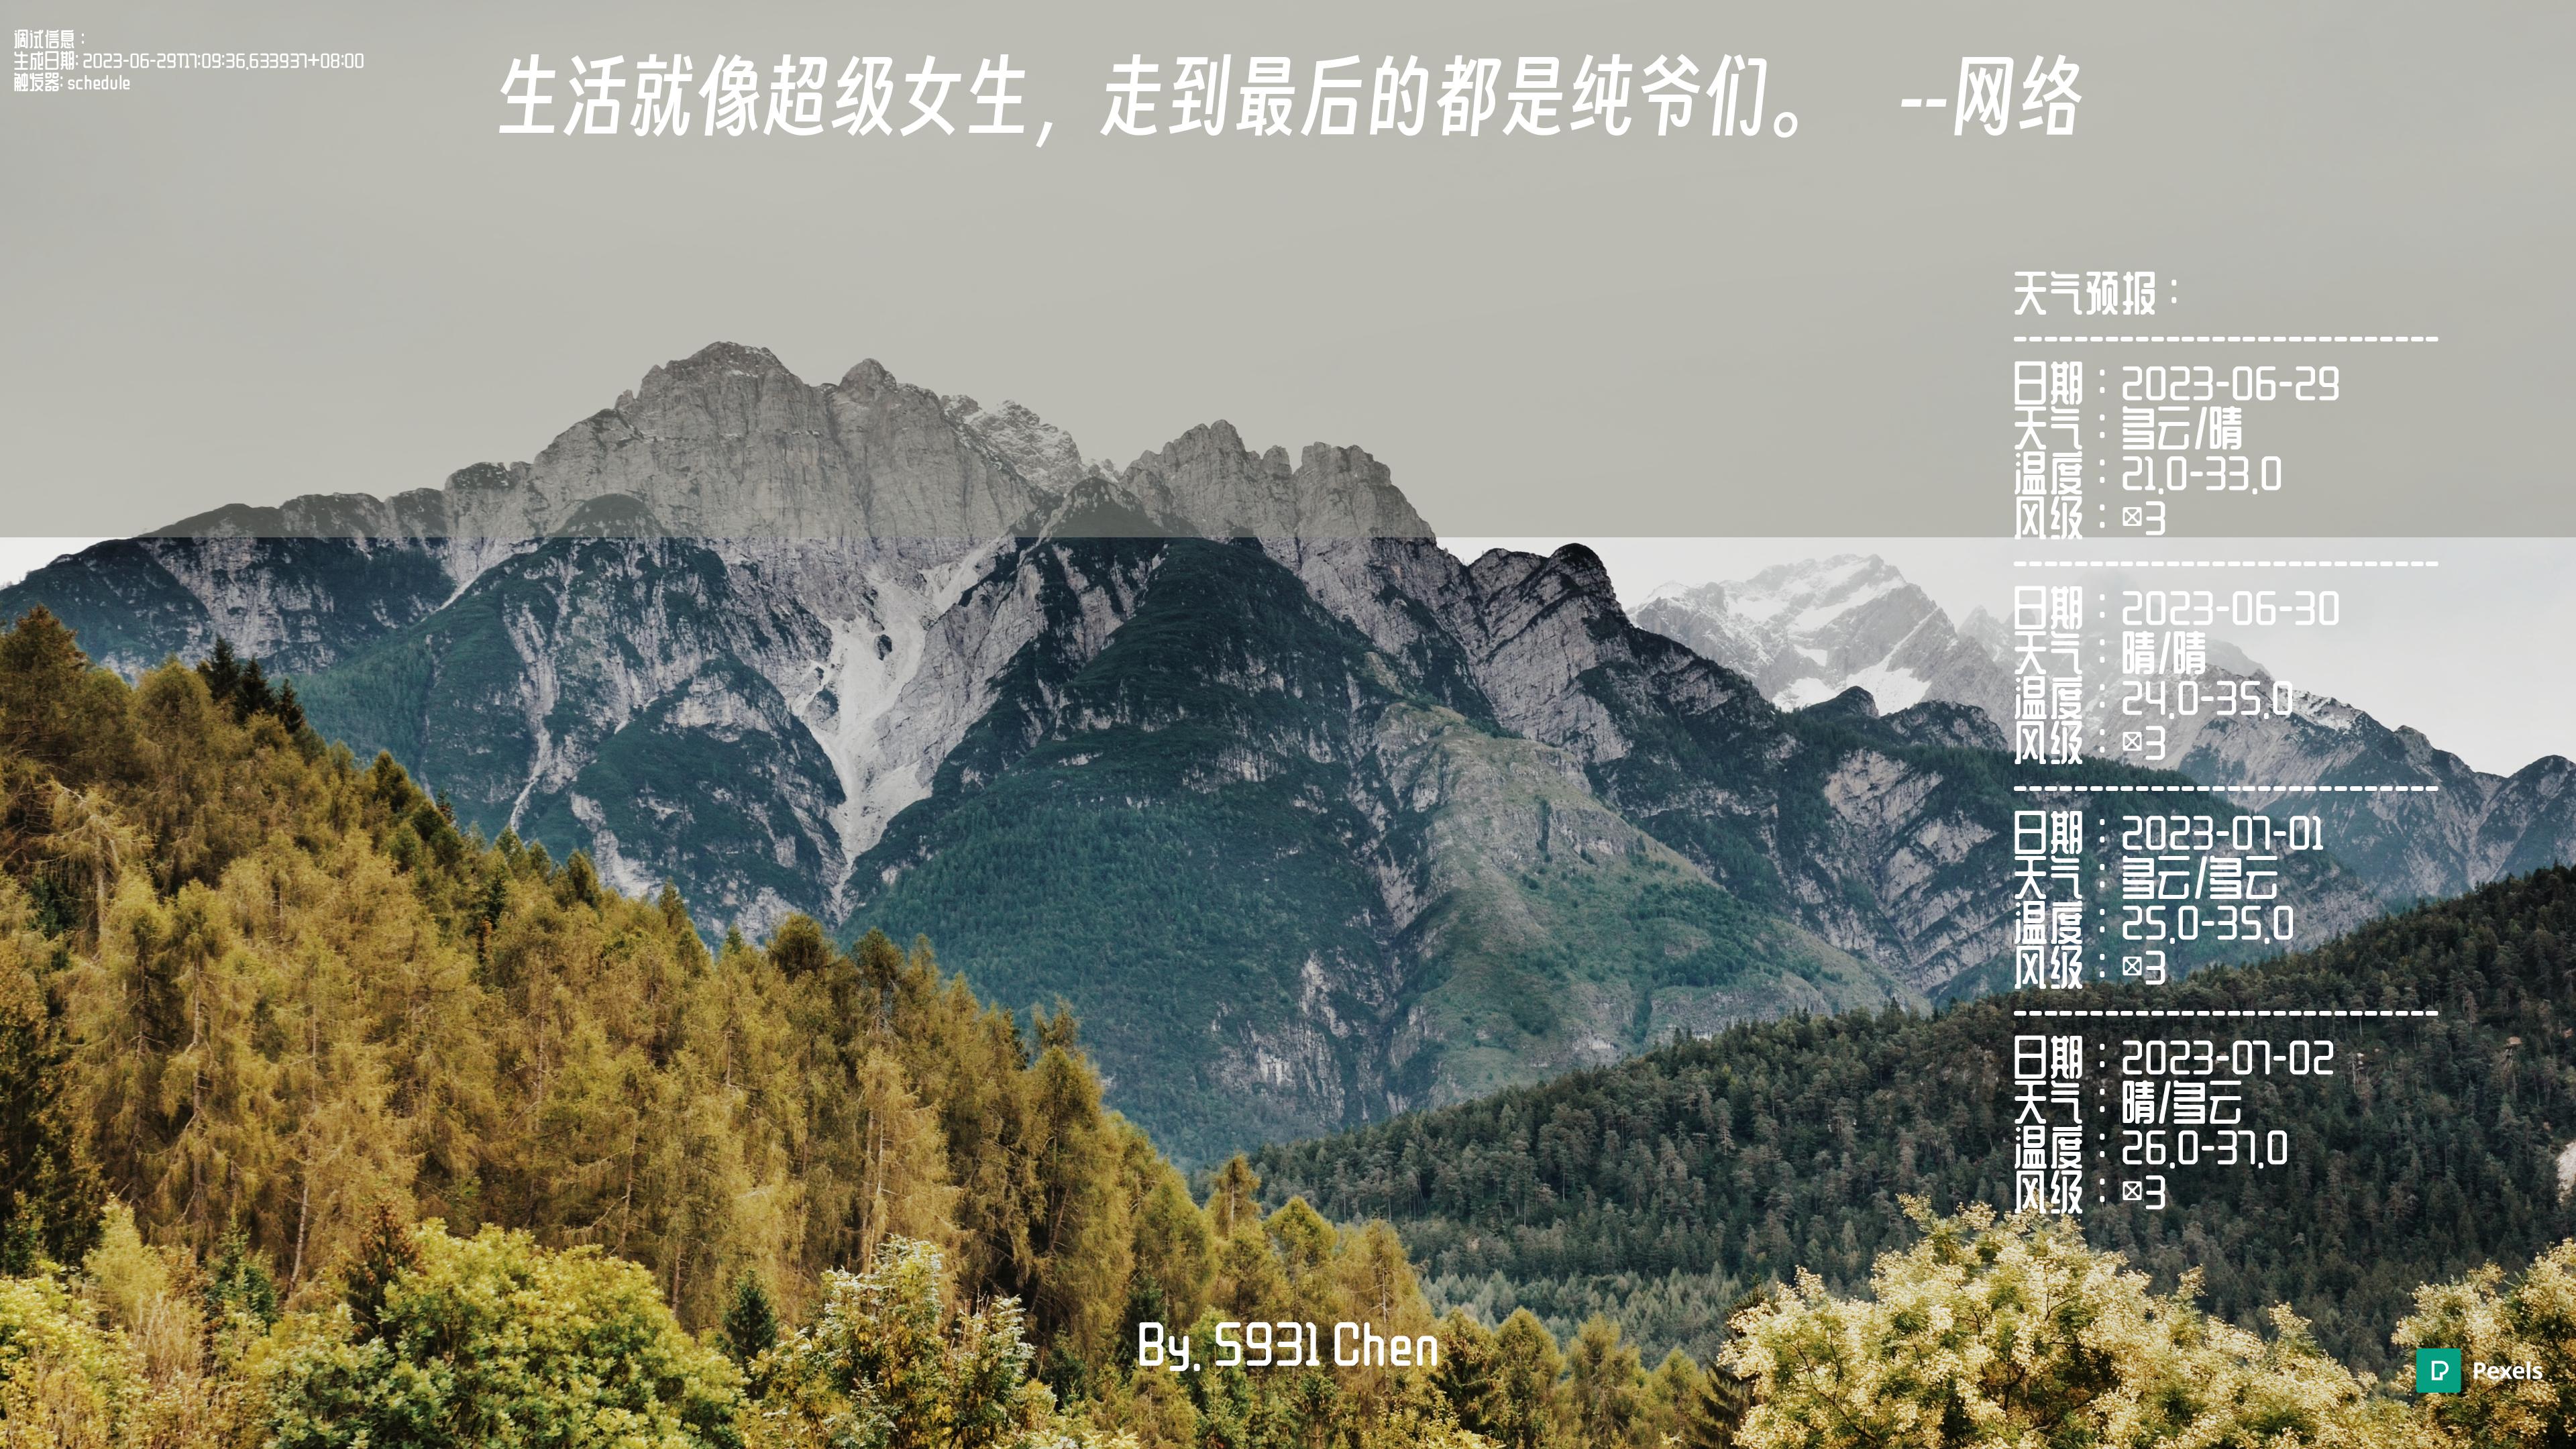 调试信息：
生成日期: 2023-06-29T17:09:36.633937+08:00
触发器: schedule
生活就像超级女生，走到最后的都是纯爷们。 --网络
天气预报：
----------------------------
日期：2023-06-29
天气：多云/晴
温度：21.0-33.0
风级：☒3
----------------------------
日期：2023-06-30
天气：晴/晴
温度：24.0-35.0
风级：☒3
----------------------------
日期：2023-07-01
天气：多云/多云
温度：25.0-35.0
风级：☒3
----------------------------
日期：2023-07-02
天气：晴/多云
温度：26.0-37.0
风级：☒3
By. 5931 Chen
Pexels